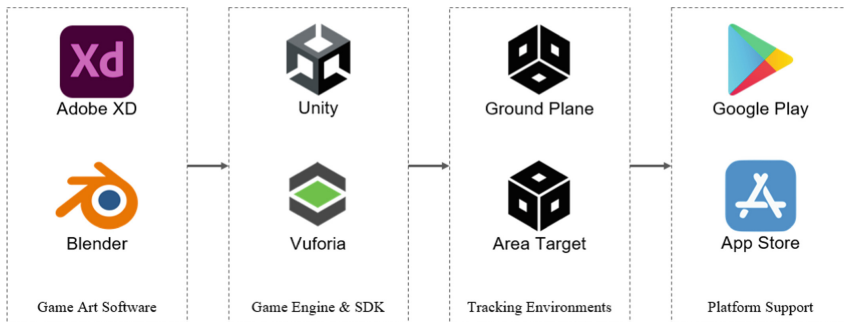 Xd
Adobe XD
Blender
Game Art Software
Unity
Vuforia
Game Engine & SDK
Ground Plane
Area Target
Tracking Environments
Google Play
App Store
Platform Support